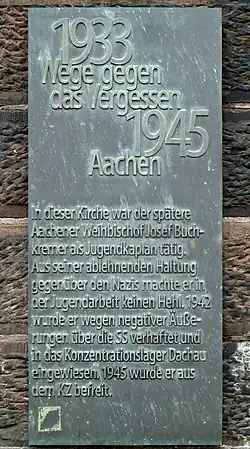 1933
Wege gegen
das Vergessen
1945
Aachen
In dieser Kirche war der spätere
Aachener Weihbischof Josef Buch-
kremer als Jugendkaplan tätig.
Aus seiner ablehnenden Haltung
gegenüber den Nazis machte er in
der Jugendarbeit keinen Hehl. 1942
wurde er wegen negativer Äuße-
rungen über die SS verhaftet und
in das Konzentrationslager Dachau
eingewiesen. 1945 wurde er aus
dem KZ befreit.